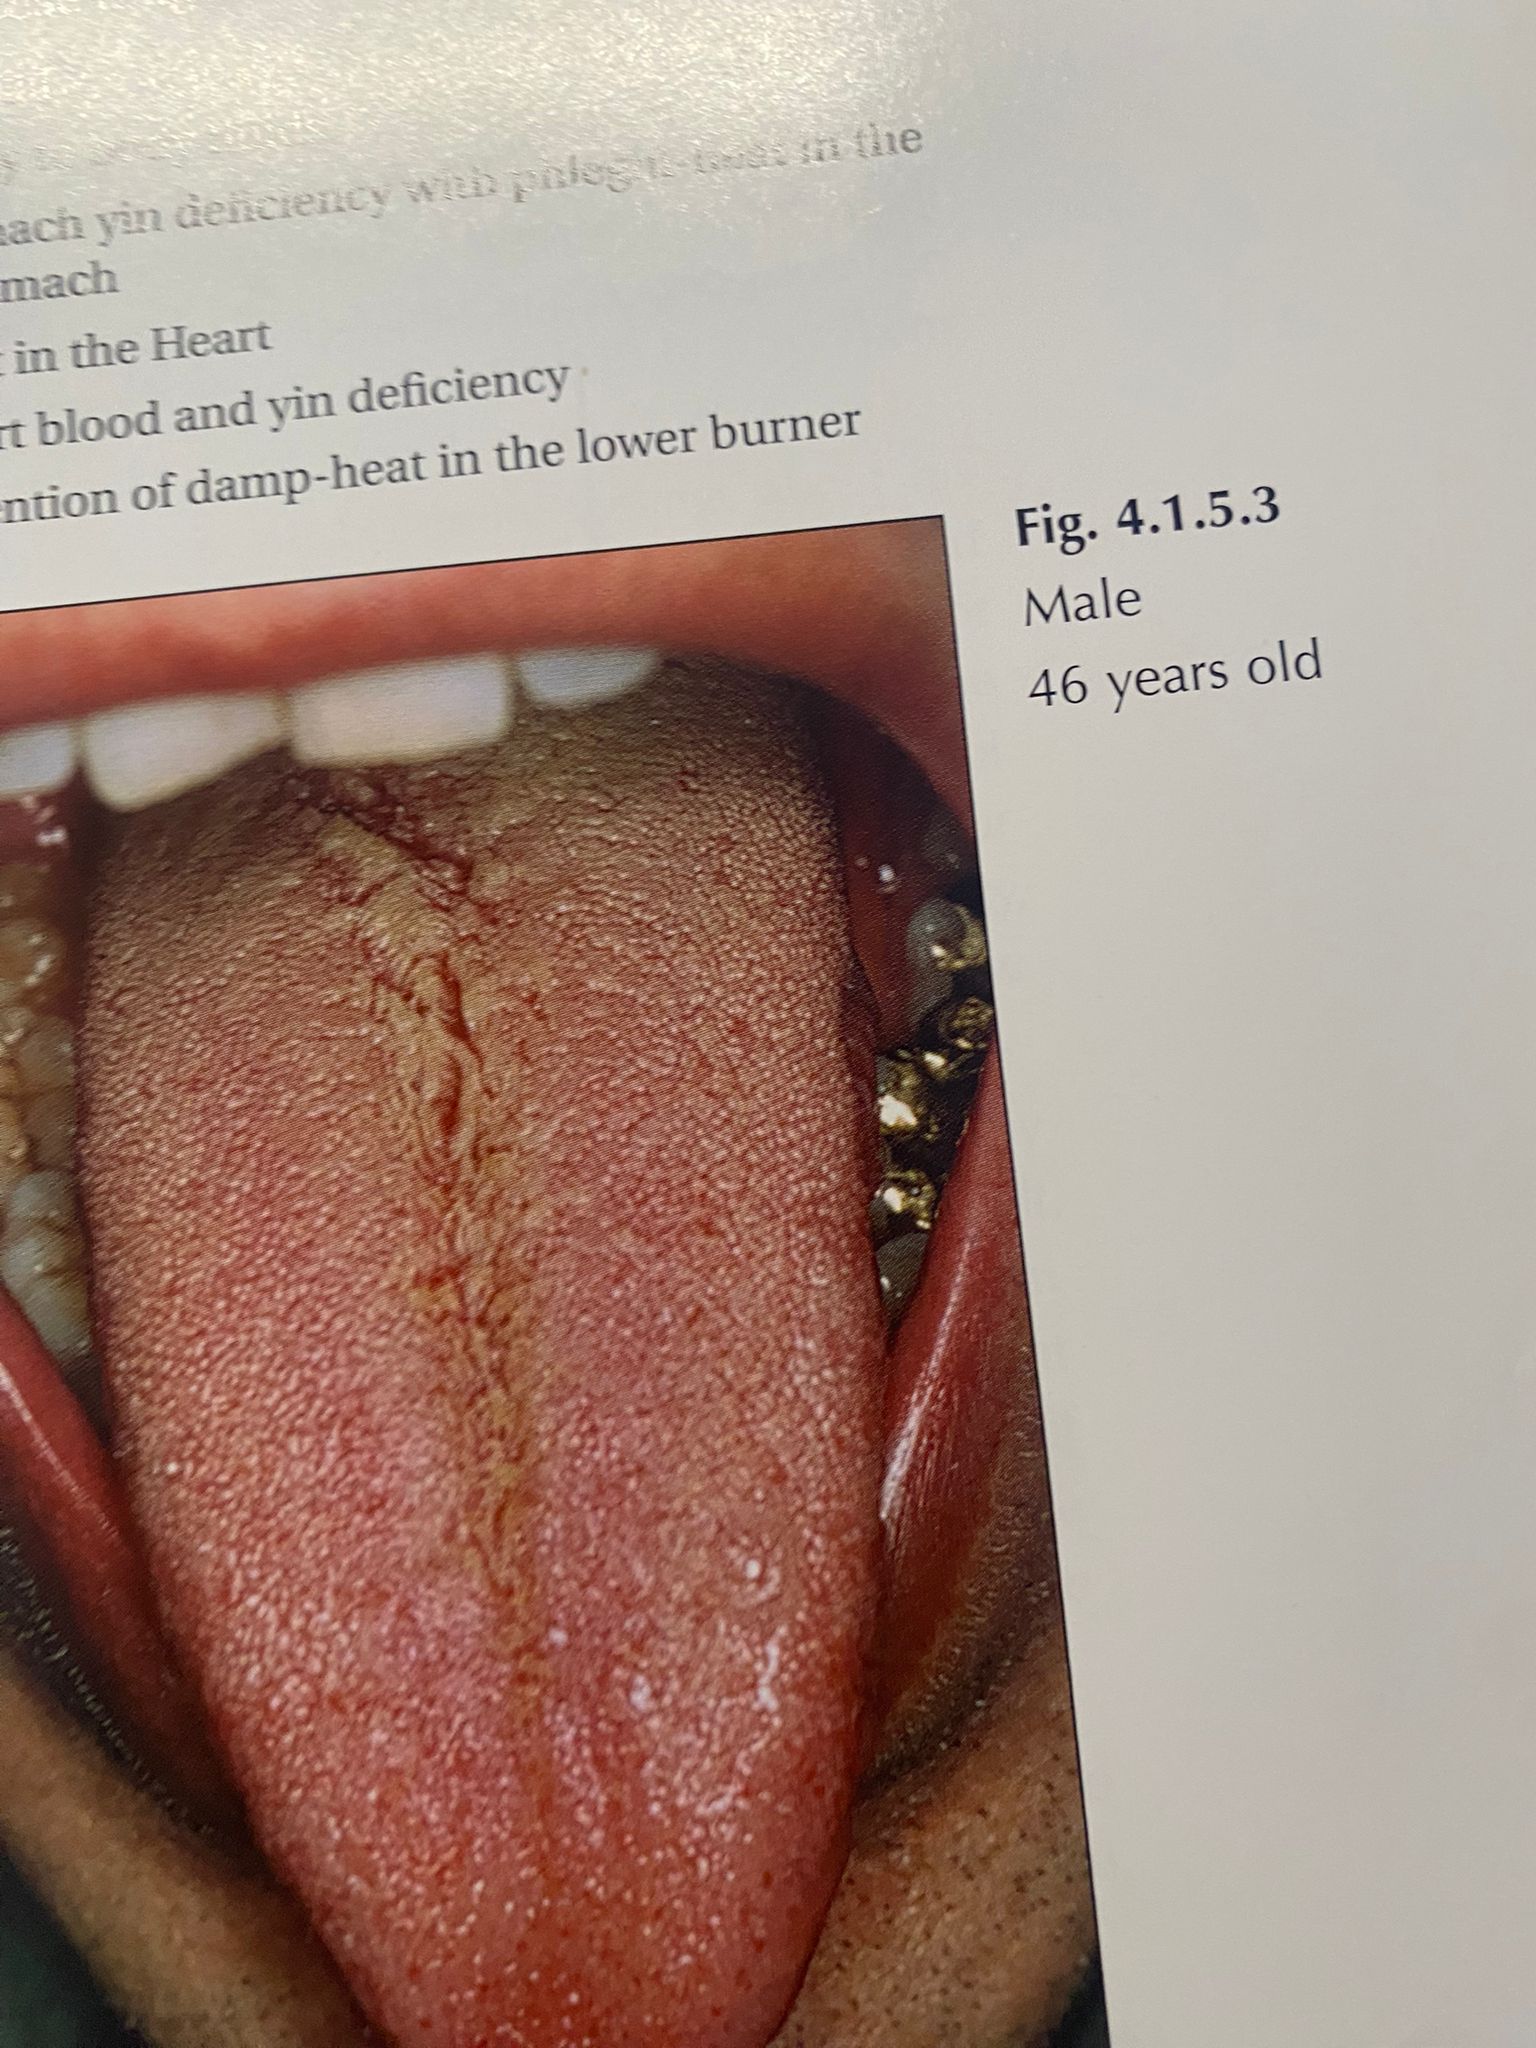 ach yin deficiency with phlegm-heat in the
mach
in the Heart
rt blood and yin deficiency
ntion of damp-heat in the lower burner
Fig. 4.1.5.3
Male
46 years old